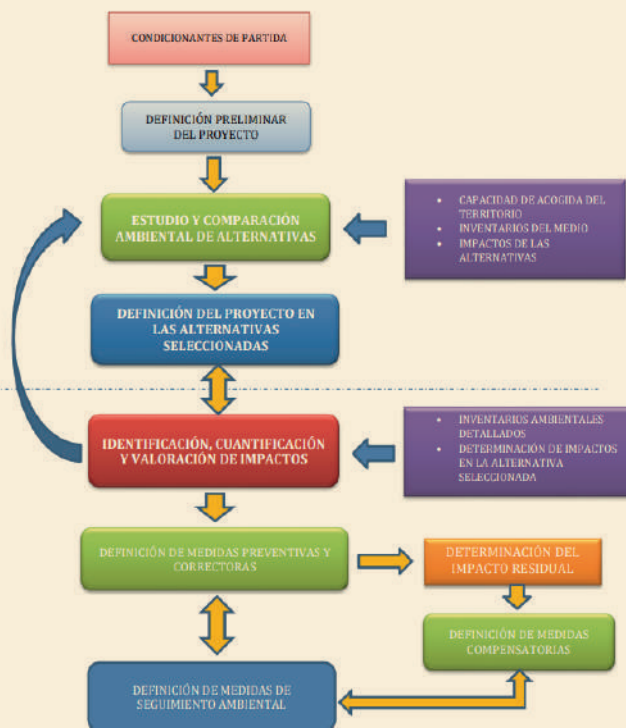 CONDICIONANTES DE PARTIDA
DEFINICIÓN PRELIMINAR
DEL PROYECTO
ESTUDIO Y COMPARACIÓN
AMBIENTAL DE ALTERNATIVAS
• CAPACIDAD DE ACOGIDA DEL
TERRITORIO
• INVENTARIOS DEL MEDIO
• IMPACTOS DE LAS
ALTERNATIVAS
DEFINICIÓN DEL PROYECTO EN
LAS ALTERNATIVAS
SELECCIONADAS
IDENTIFICACIÓN, CUANTIFICACIÓN
Y VALORACIÓN DE IMPACTOS
• INVENTARIOS AMBIENTALES
DETALLADOS
• DETERMINACIÓN DE IMPACTOS
EN LA ALTERNATIVA
SELECCIONADA
DEFINICIÓN DE MEDIDAS PREVENTIVAS Y
CORRECTORAS
DETERMINACIÓN DEL
IMPACTO RESIDUAL
DEFINICIÓN DE MEDIDAS
COMPENSATORIAS
DEFINICIÓN DE MEDIDAS DE
SEGUIMIENTO AMBIENTAL